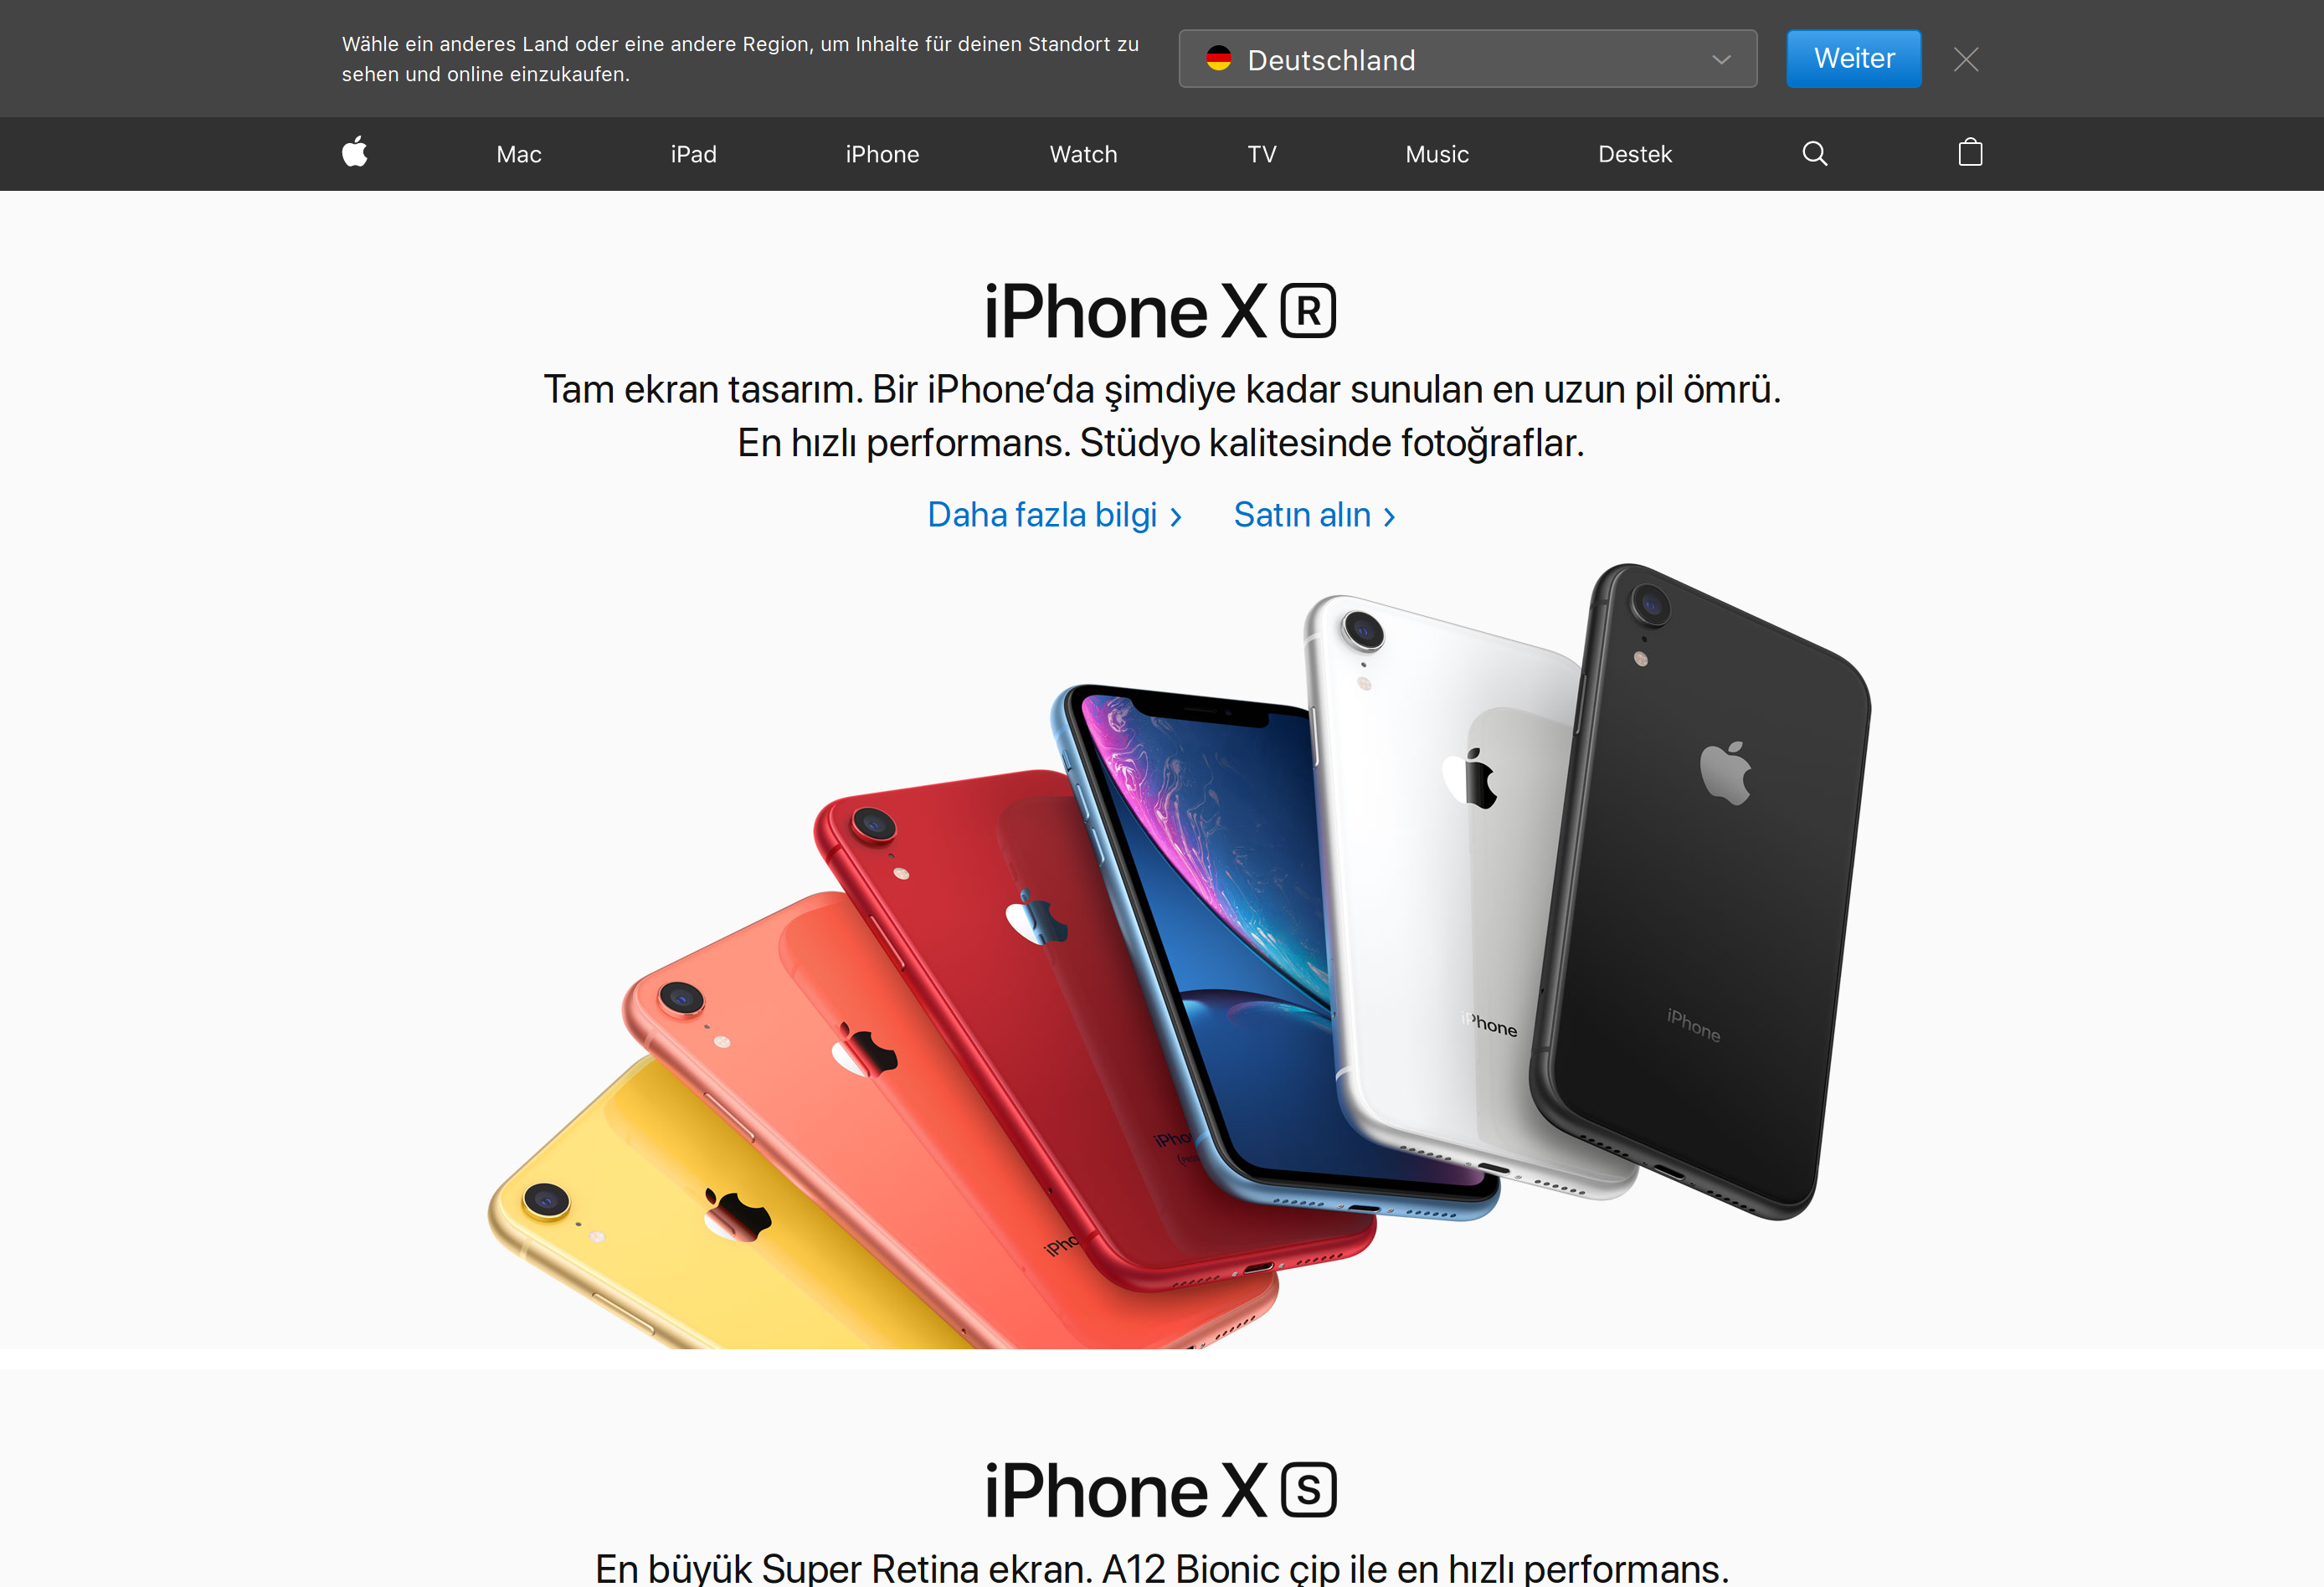 Wähle ein anderes Land oder eine andere Region, um Inhalte für deinen Standort zu
sehen und online einzukaufen.
Deutschland
Weiter
Mac iPad iPhone Watch TV Music Destek
iPhone XR
Tam ekran tasarım. Bir iPhone’da şimdiye kadar sunulan en uzun pil ömrü.
En hızlı performans. Stüdyo kalitesinde fotoğraflar.
Daha fazla bilgi > Satın alın >
iPhone
iPhone
iPho
iPho
iPhone XS
En büyük Super Retina ekran. A12 Bionic çip ile en hızlı performans.